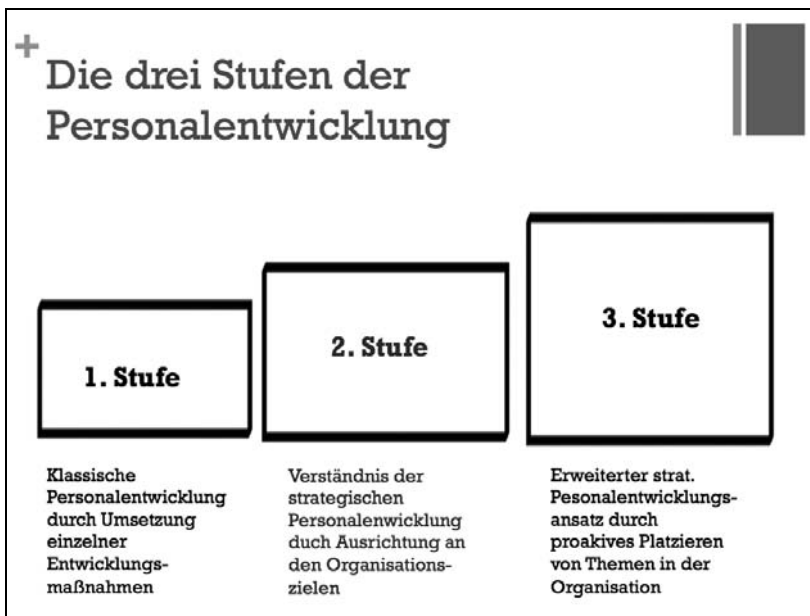 +
Die drei Stufen der
Personalentwicklung
1. Stufe
2. Stufe
3. Stufe
Klassische
Personalentwicklung
durch Umsetzung
einzelner
Entwicklungs-
maßnahmen
Verständnis der
strategischen
Personalenwicklung
duch Ausrichtung an
den Organisations-
zielen
Erweiterter strat.
Pesonalentwicklungs-
ansatz durch
proakives Platzieren
von Themen in der
Organisation